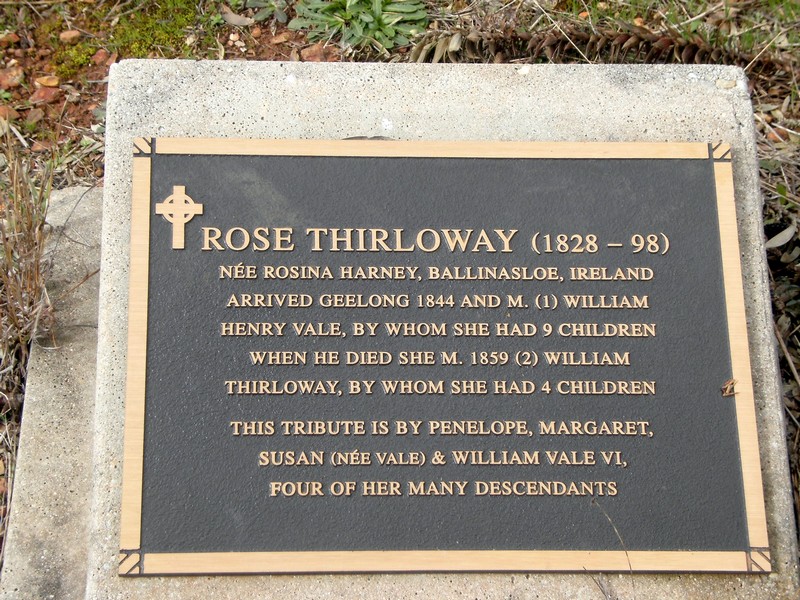 ROSE THIRLOWAY (1828 – 98)
NÉE ROSINA HARNEY, BALLINASLOE, IRELAND
ARRIVED GEELONG 1844 AND M. (1) WILLIAM
HENRY VALE, BY WHOM SHE HAD 9 CHILDREN
WHEN HE DIED SHE M. 1859 (2) WILLIAM
THIRLOWAY, BY WHOM SHE HAD 4 CHILDREN
THIS TRIBUTE IS BY PENELOPE, MARGARET,
SUSAN (NÉE VALE) & WILLIAM VALE VI,
FOUR OF HER MANY DESCENDANTS